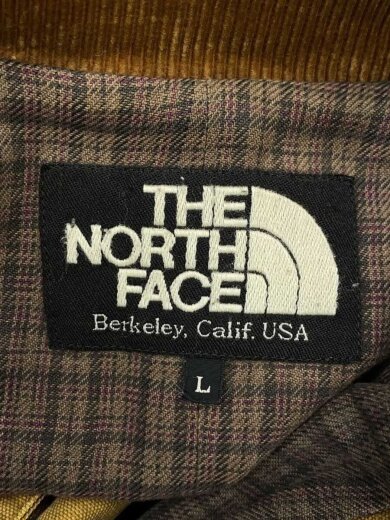 THE
NORTH
FACE
Berkeley, Calif. USA
L